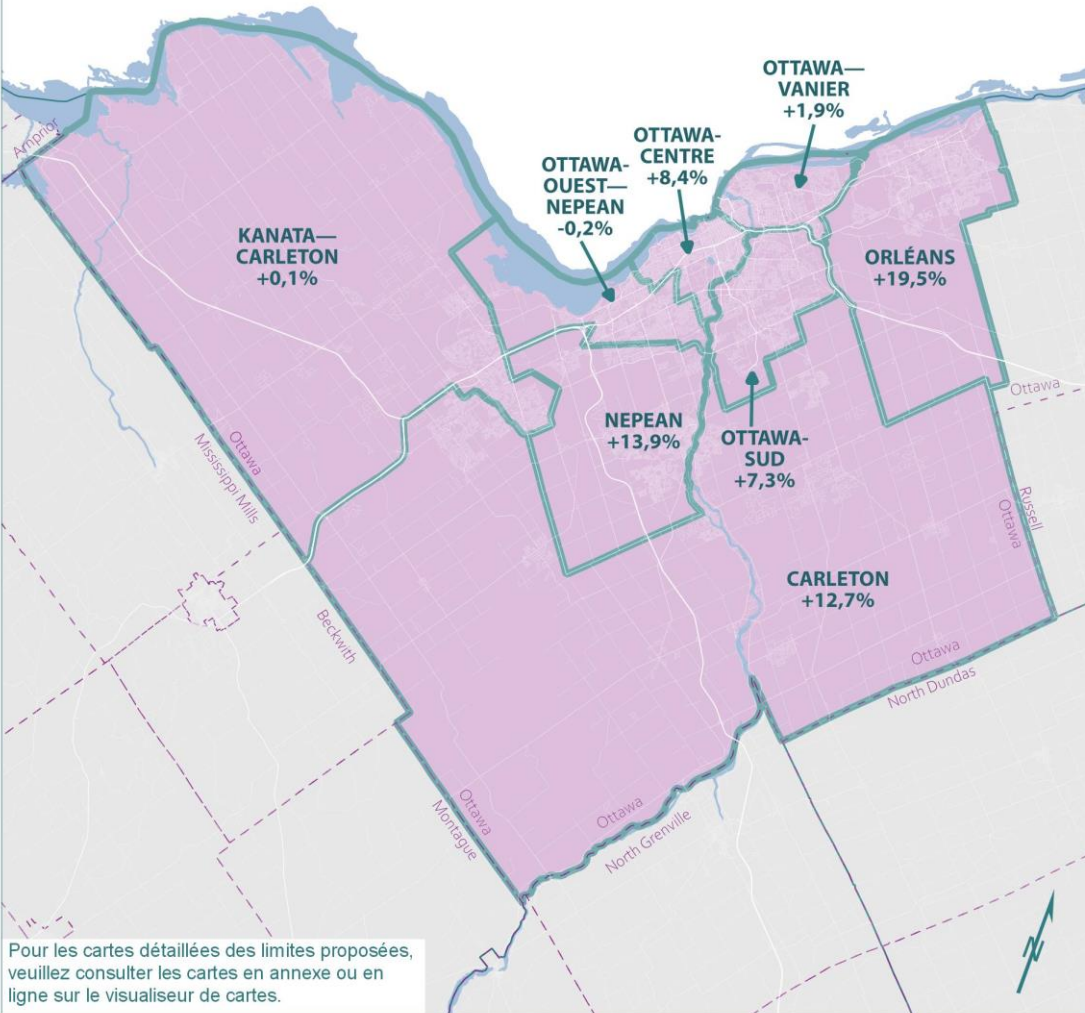 OTTAWA—
VANIER
+1,9%
OTTAWA-
CENTRE
+8,4%
OTTAWA-
OUEST—
NEPEAN
-0,2%
Arnprior
KANATA—
CARLETON
+0,1%
ORLÉANS
+19,5%
Ottawa
NEPEAN
+13,9%
OTTAWA-
SUD
+7,3%
Ottawa
Mississippi Mills
Russell
Ottawa
CARLETON
+12,7%
Beckwith
Ottawa
North Dundas
Ottawa
Montague
Ottawa
North Grenville
Pour les cartes détaillées des limites proposées,
veuillez consulter les cartes en annexe ou en
ligne sur le visualiseur de cartes.
N